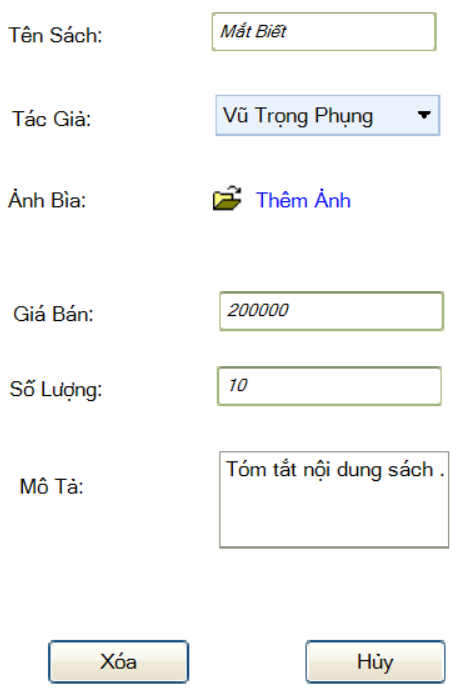 Tên Sách: Mắt Biết
Tác Giả: Vũ Trọng Phụng
Ảnh Bìa: Thêm Ảnh
Giá Bán: 200000
Số Lượng: 10
Mô Tả: Tóm tắt nội dung sách .
Xóa Hủy